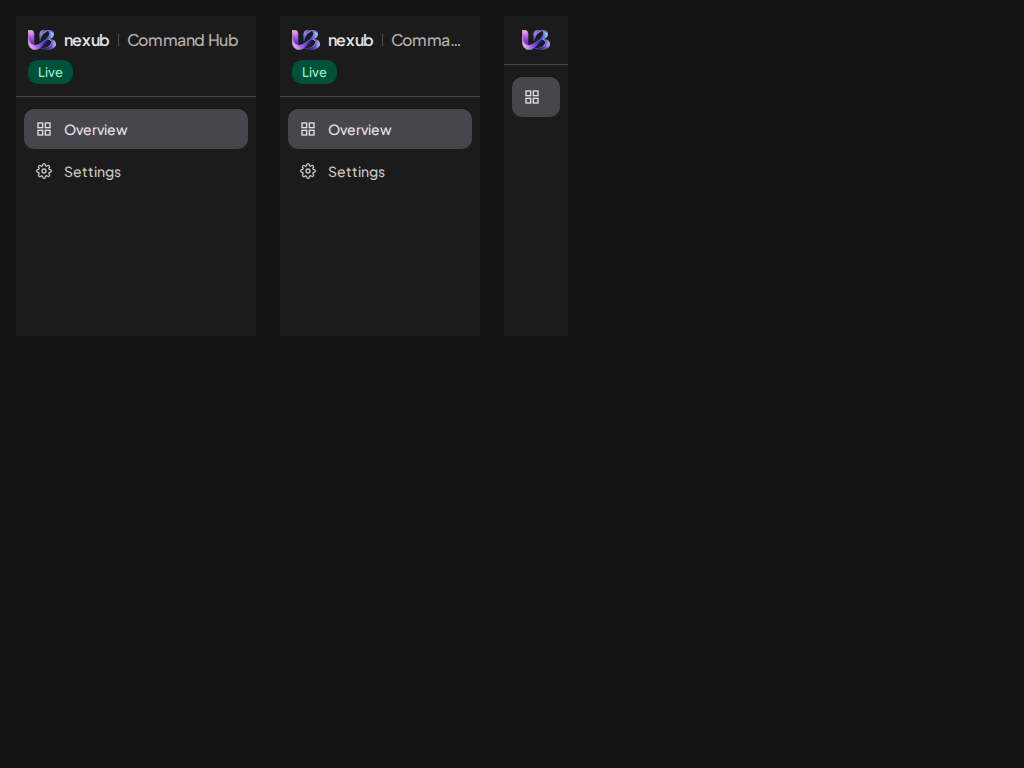 nexub | Command Hub
Live
Overview
Settings
nexub | Comma...
Live
Overview
Settings